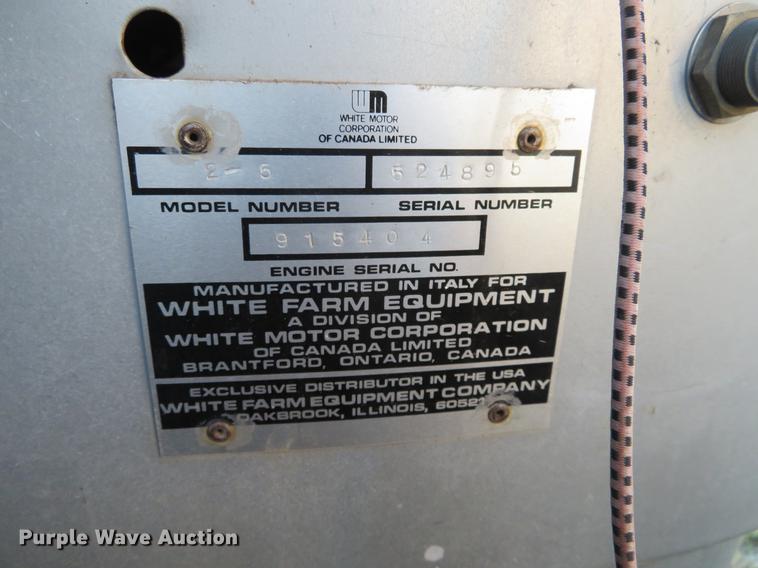 WM
WHITE MOTOR
CORPORATION
OF CANADA LIMITED
2-5 524895
MODEL NUMBER SERIAL NUMBER
915404
ENGINE SERIAL NO.
MANUFACTURED IN ITALY FOR
WHITE FARM EQUIPMENT
A DIVISION OF
WHITE MOTOR CORPORATION
OF CANADA LIMITED
BRANTFORD, ONTARIO, CANADA
EXCLUSIVE DISTRIBUTOR IN THE USA
WHITE FARM EQUIPMENT COMPANY
OAKBROOK, ILLINOIS, 60521
Purple Wave Auction